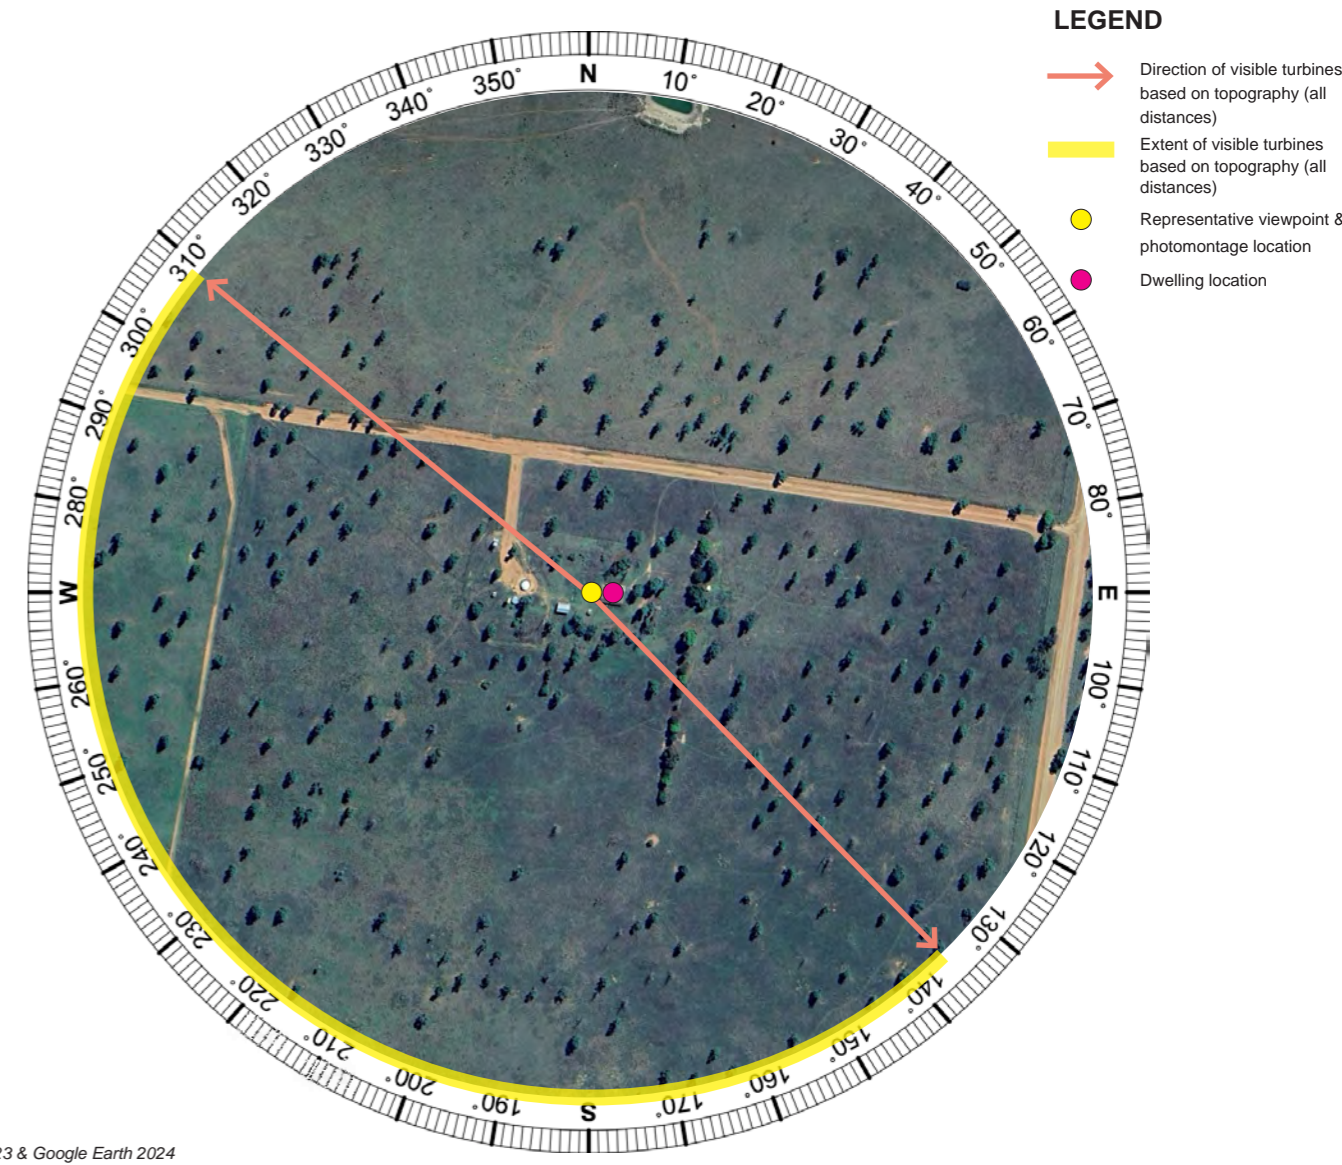 LEGEND
Direction of visible turbines
based on topography (all
distances)
Extent of visible turbines
based on topography (all
distances)
Representative viewpoint &
photomontage location
Dwelling location
N
10°
20°
30°
40°
50°
60°
70°
80°
E
100°
110°
120°
130°
140°
150°
160°
170°
S
190°
200°
210°
220°
230°
240°
250°
260°
W
280°
290°
300°
310°
320°
330°
340°
350°
23 & Google Earth 2024